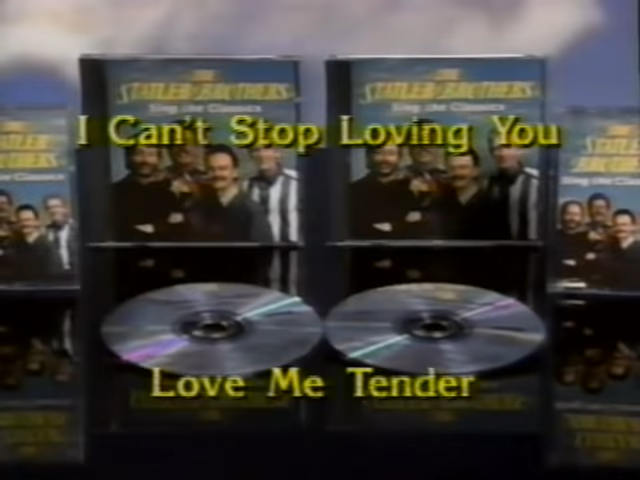 THE
STATLER BROTHERS
Sing the Classics
THE
STATLER BROTHERS
Sing the Classics
I Can't Stop Loving You
Love Me Tender